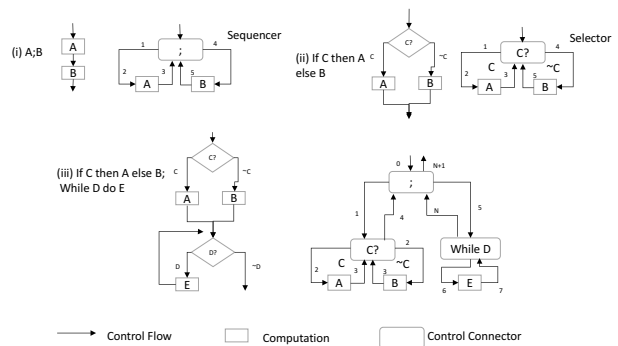 Sequencer
(i) A;B
A
B
1
;
4
2
A
3
5
B
Selector
(ii) If C then A
else B
C
C?
~C
A
B
1
C?
4
C
~C
2
A
3
5
B
(iii) If C then A else B;
While D do E
C
C?
~C
A
B
D?
D
~D
E
0
N+1
;
1
4
N
5
C?
2
C
~C
While D
2
A
3
3
B
6
E
7
Control Flow
Computation
Control Connector